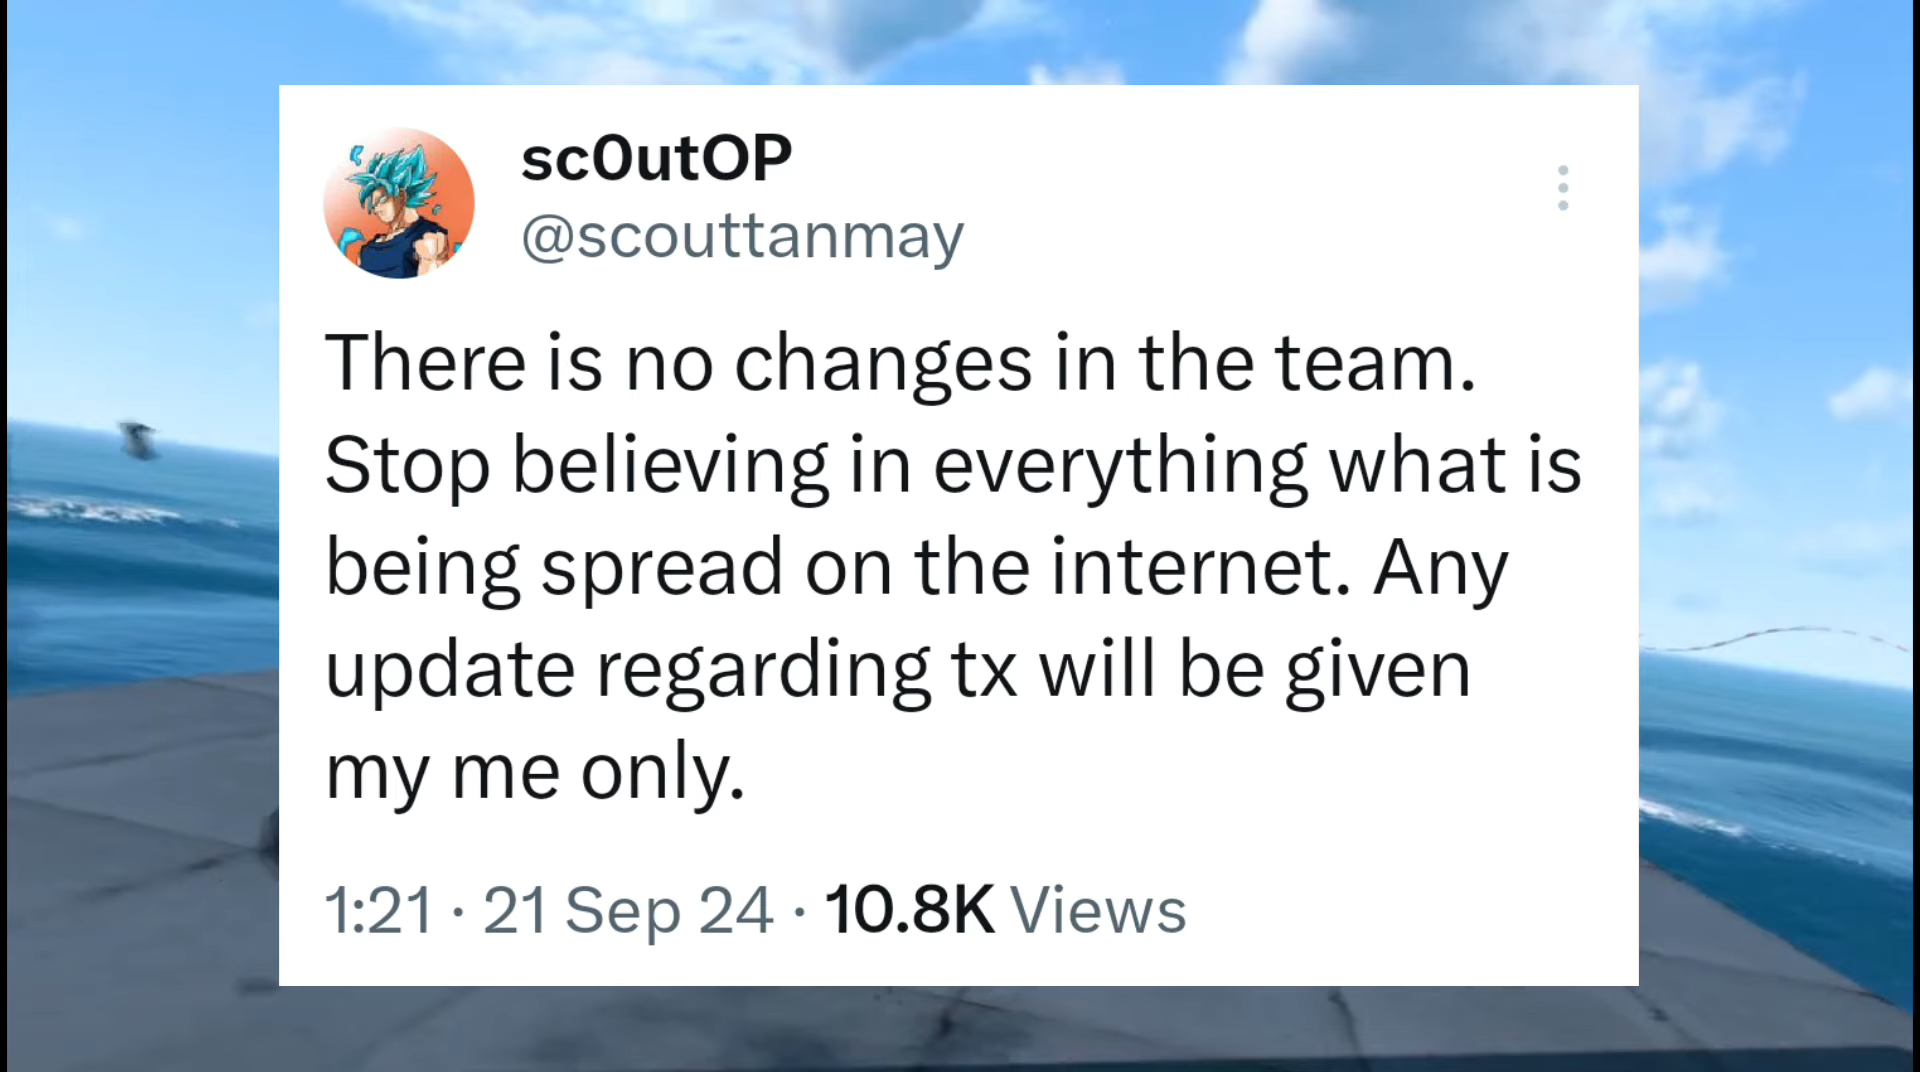 sc0utOP
@scouttanmay
There is no changes in the team.
Stop believing in everything what is
being spread on the internet. Any
update regarding tx will be given
my me only.
1:21 · 21 Sep 24 · 10.8K Views